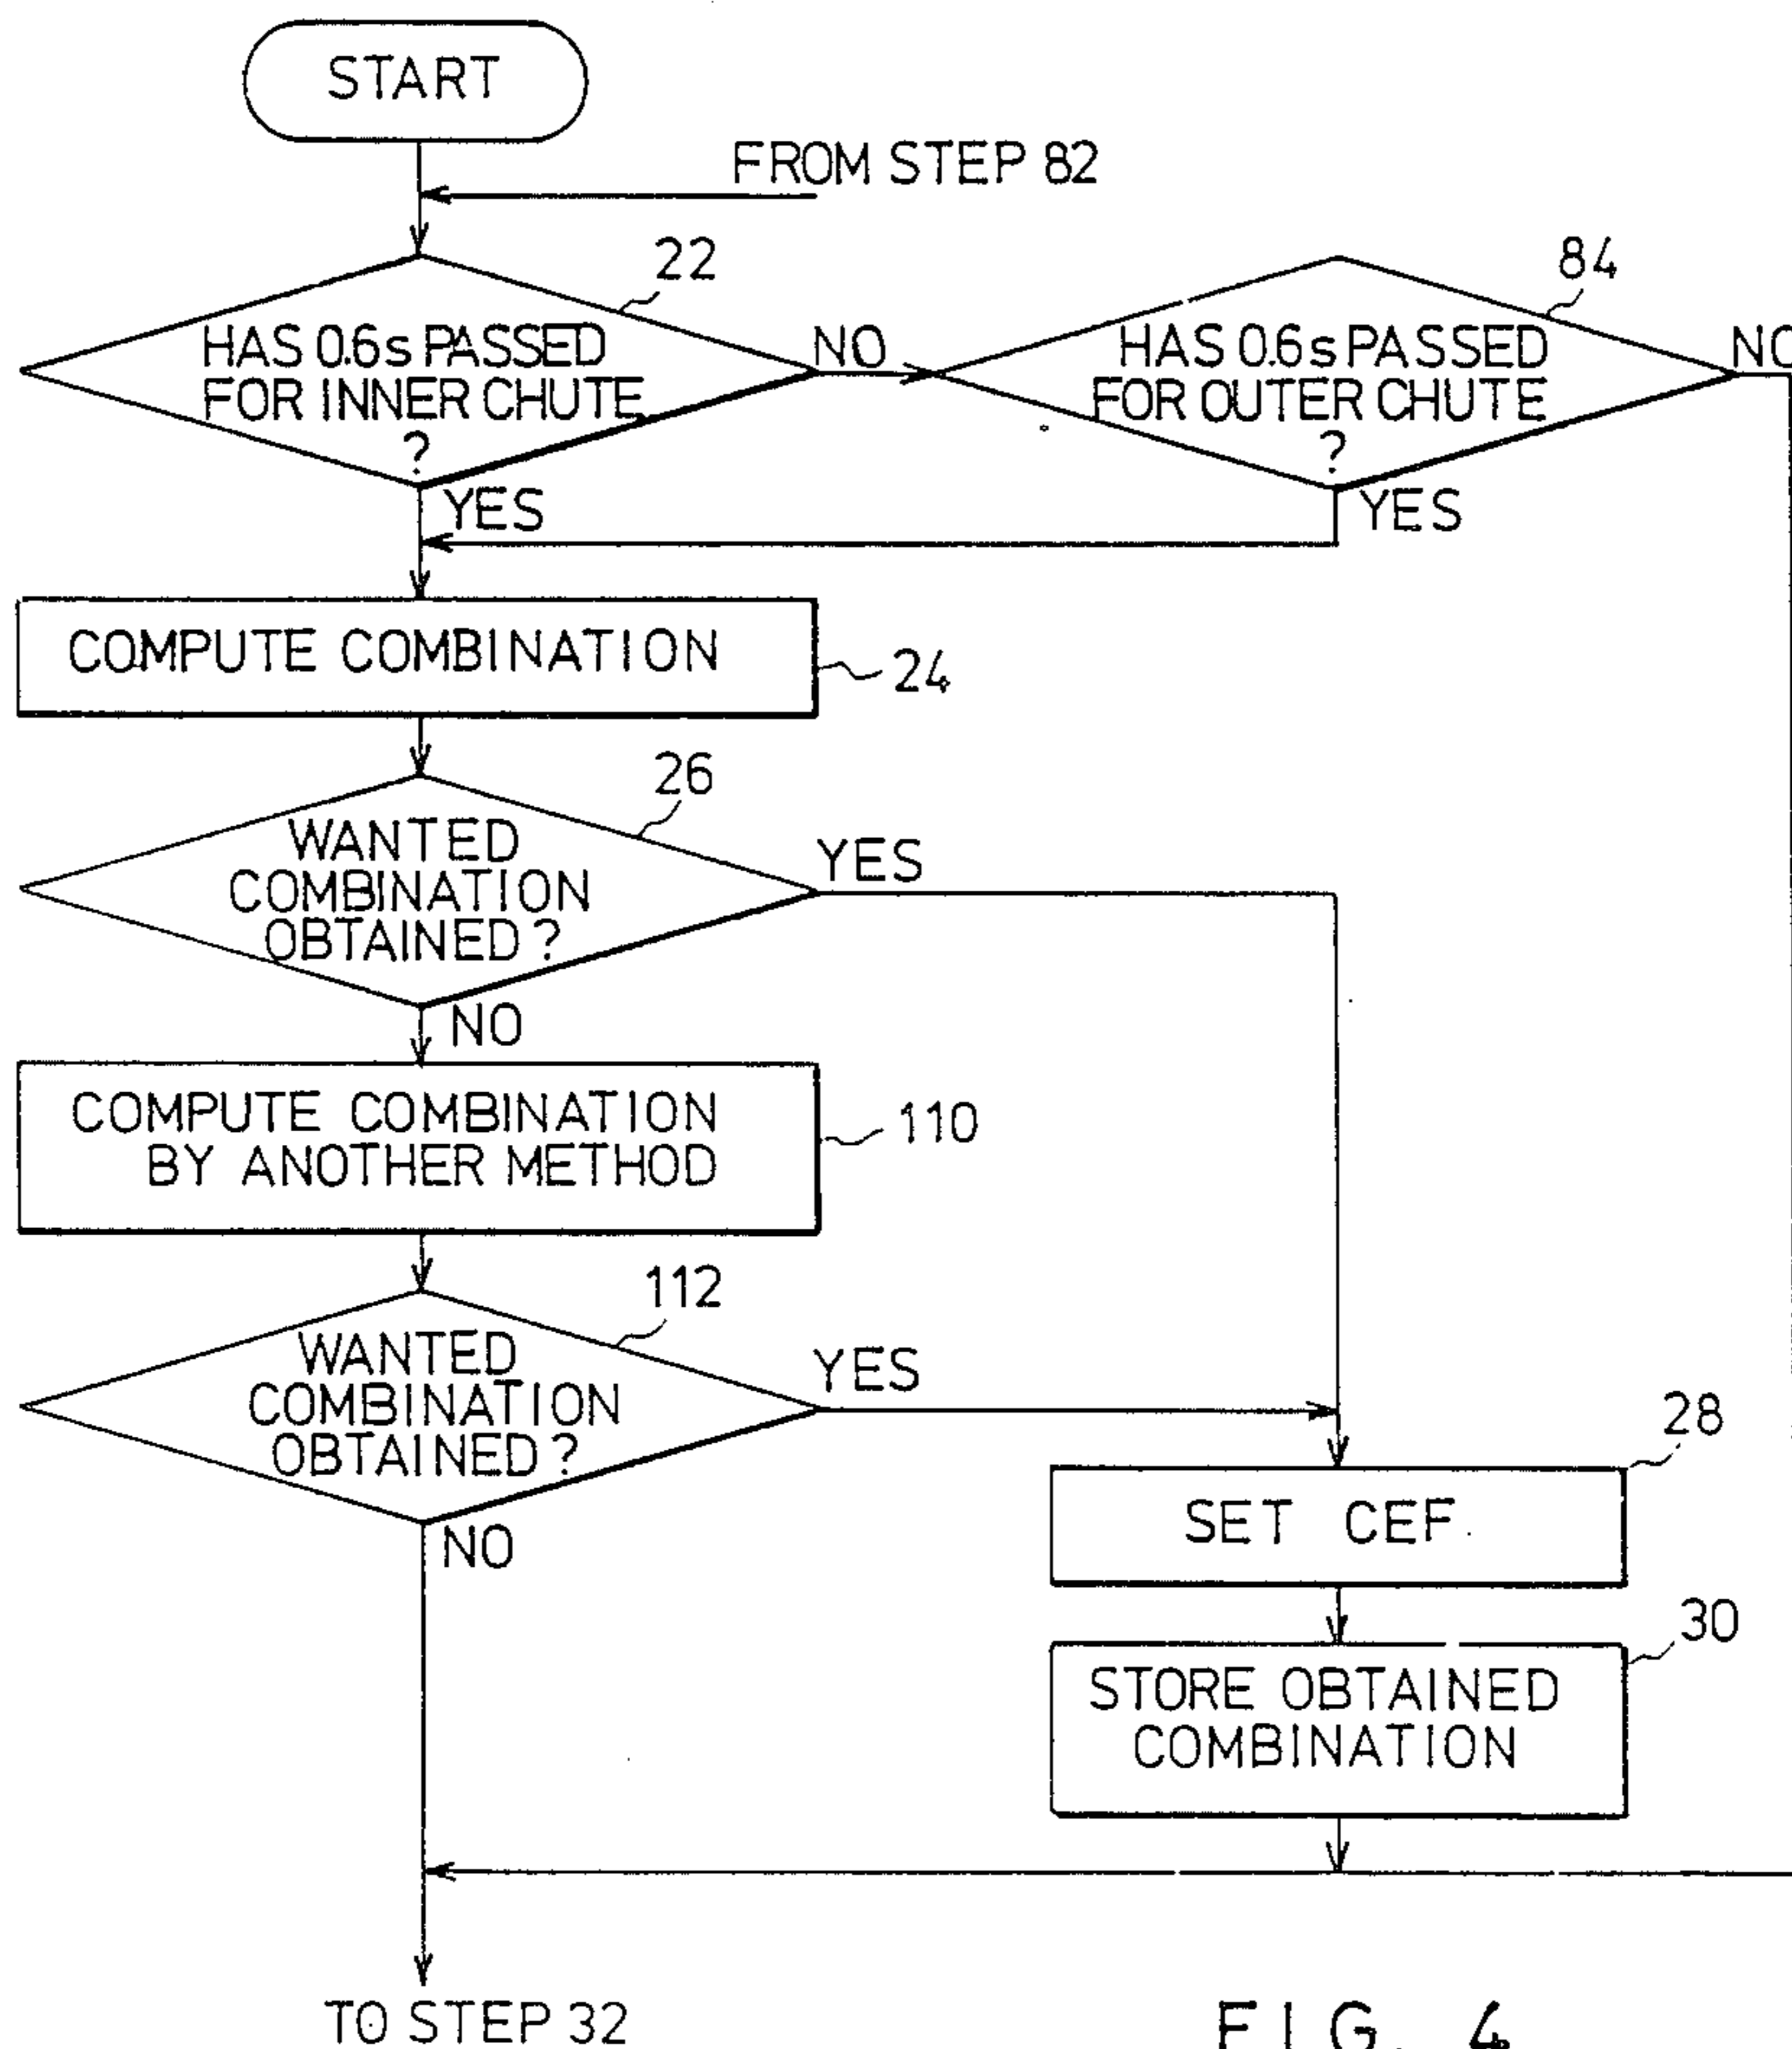 START
FROM STEP 82
22
84
HAS 0.6s PASSED
FOR INNER CHUTE
?
NO
HAS 0.6s PASSED
FOR OUTER CHUTE
?
NO
YES
YES
COMPUTE COMBINATION
24
26
WANTED
COMBINATION
OBTAINED?
YES
NO
COMPUTE COMBINATION
BY ANOTHER METHOD
110
112
WANTED
COMBINATION
OBTAINED?
YES
28
SET CEF
NO
30
STORE OBTAINED
COMBINATION
TO STEP 32
FIG. 4